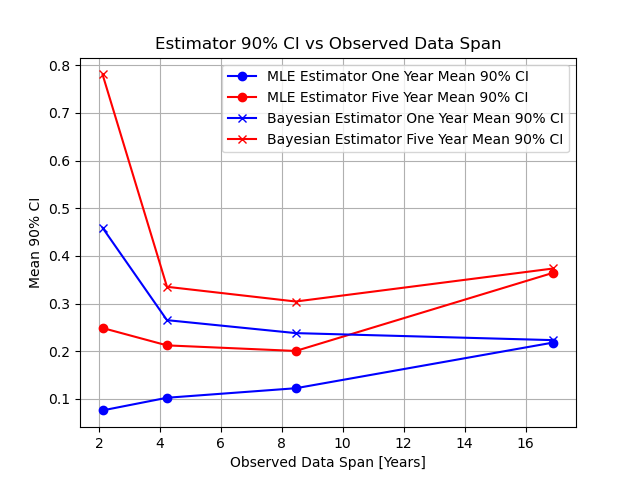 Estimator 90% CI vs Observed Data Span
MLE Estimator One Year Mean 90% CI
MLE Estimator Five Year Mean 90% CI
Bayesian Estimator One Year Mean 90% CI
Bayesian Estimator Five Year Mean 90% CI
Mean 90% CI
0.8
0.7
0.6
0.5
0.4
0.3
0.2
0.1
2 4 6 8 10 12 14 16
Observed Data Span [Years]